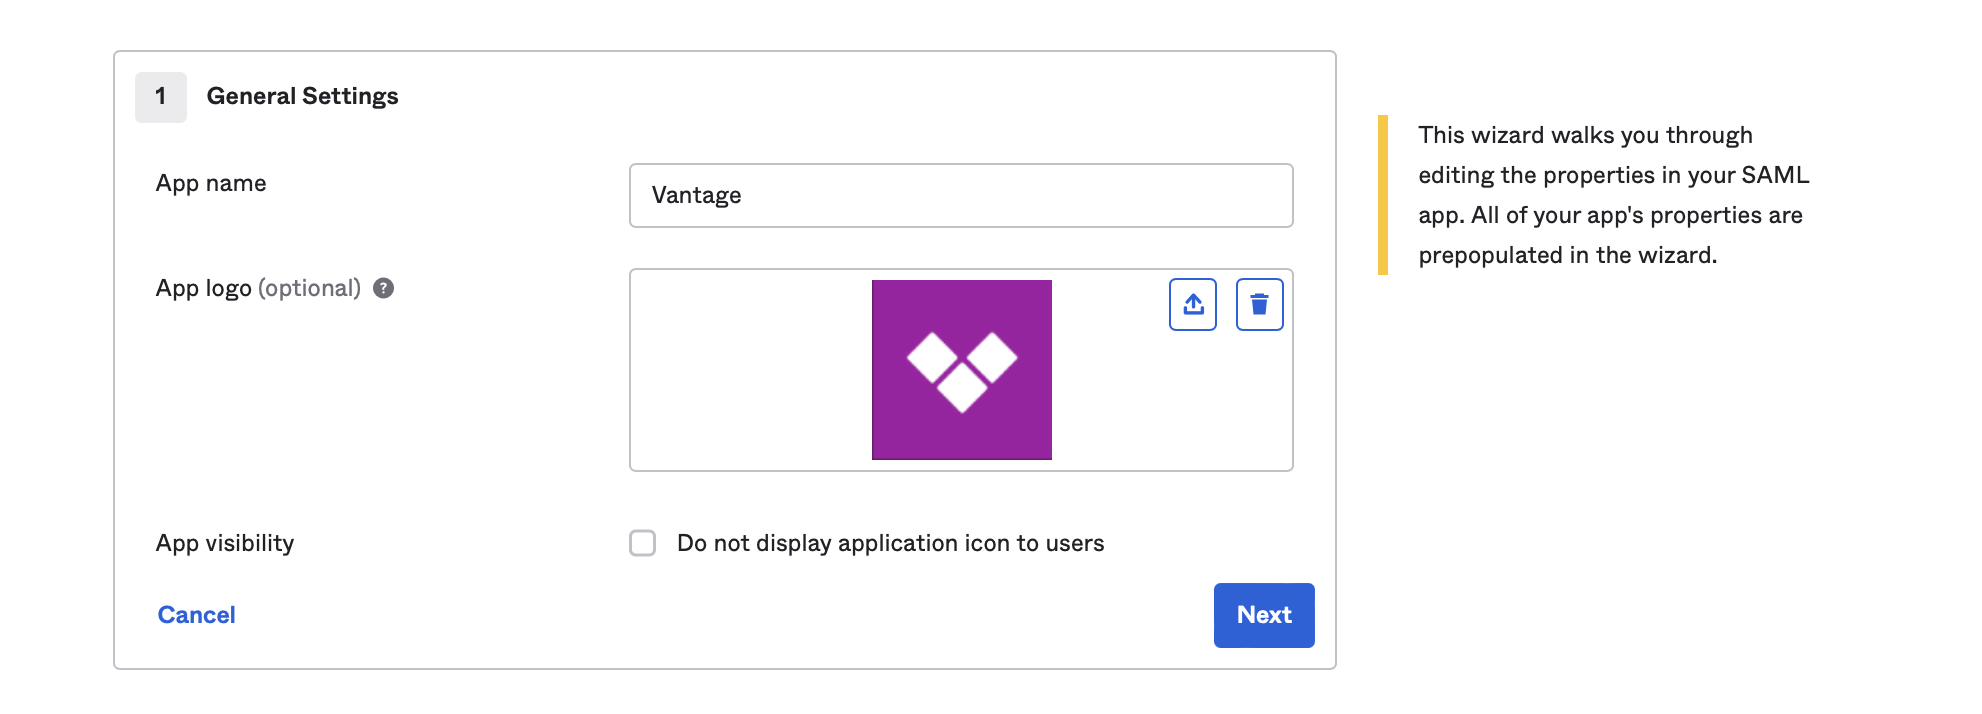 1 General Settings
App name
Vantage
App logo (optional) ?
App visibility
Do not display application icon to users
Cancel
Next
This wizard walks you through
editing the properties in your SAML
app. All of your app's properties are
prepopulated in the wizard.